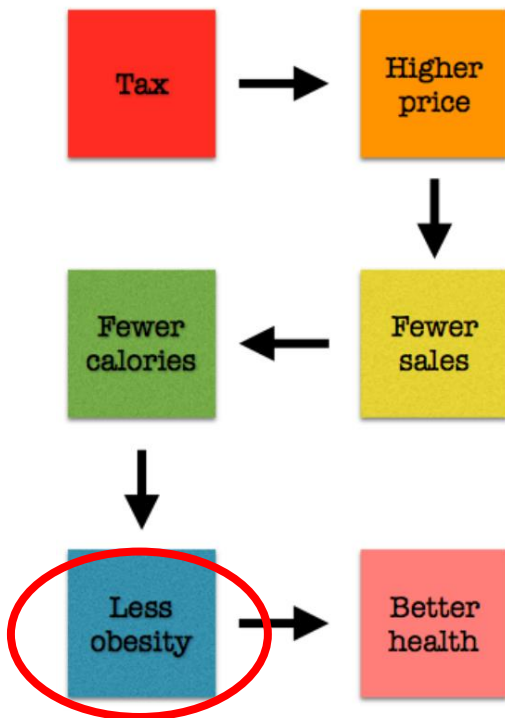 Tax
Higher
price
Fewer
sales
Fewer
calories
Less
obesity
Better
health